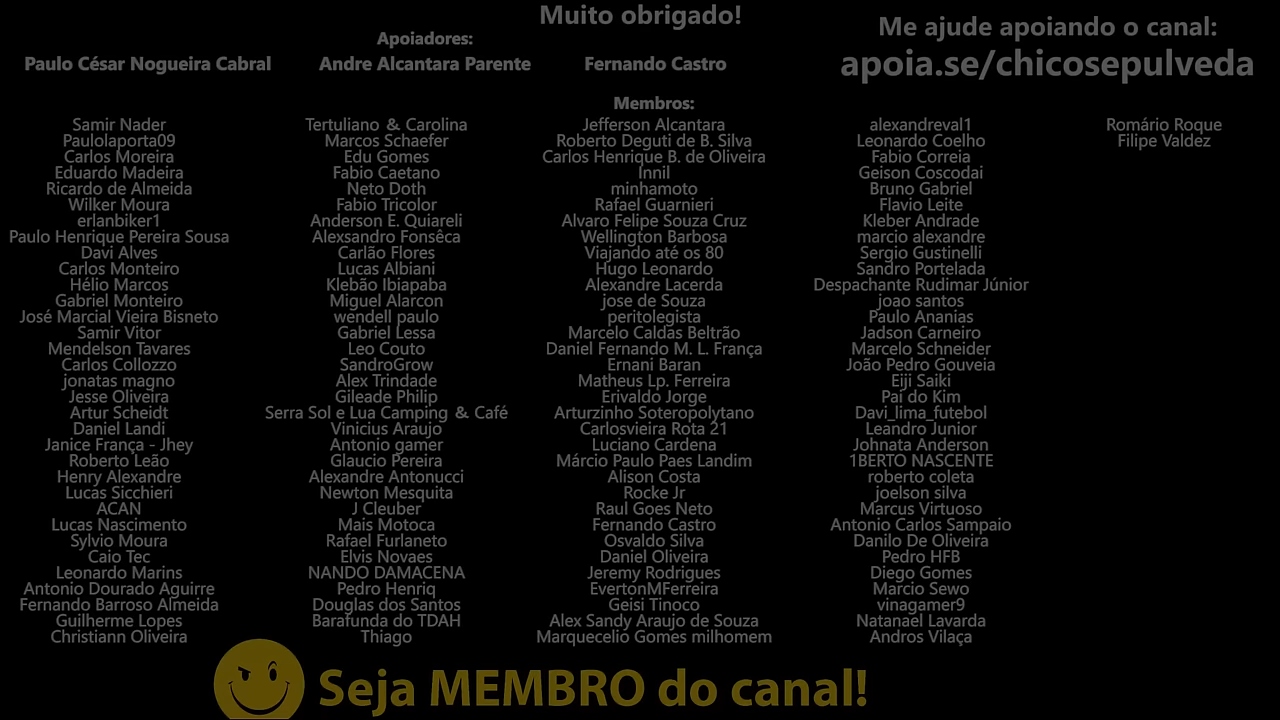 Muito obrigado!
Me ajude apoiando o canal:
apoia.se/chicosepulveda
Apoiadores:
Paulo César Nogueira Cabral
Andre Alcantara Parente
Fernando Castro
Membros:
Samir Nader
Paulolaporta09
Carlos Moreira
Eduardo Madeira
Ricardo de Almeida
Wilker Moura
erlanbiker1
Paulo Henrique Pereira Sousa
Davi Alves
Carlos Monteiro
Hélio Marcos
Gabriel Monteiro
José Marcial Vieira Bisneto
Samir Vitor
Mendelson Tavares
Carlos Collozzo
jonatas magno
Jesse Oliveira
Artur Scheidt
Daniel Landi
Janice França - Jhey
Roberto Leão
Henry Alexandre
Lucas Sicchieri
ACAN
Lucas Nascimento
Sylvio Moura
Caio Tec
Leonardo Marins
Antonio Dourado Aguirre
Fernando Barroso Almeida
Guilherme Lopes
Christiann Oliveira
Tertuliano & Carolina
Marcos Schaefer
Edu Gomes
Fabio Caetano
Neto Doth
Fabio Tricolor
Anderson E. Quiareli
Alexsandro Fonsêca
Carlão Flores
Lucas Albiani
Klebão Ibiapaba
Miguel Alarcon
wendell paulo
Gabriel Lessa
Leo Couto
SandroGrow
Alex Trindade
Gileade Philip
Serra Sol e Lua Camping & Café
Vinicius Araujo
Antonio gamer
Glaucio Pereira
Alexandre Antonucci
Newton Mesquita
J Cleuber
Mais Motoca
Rafael Furlaneto
Elvis Novaes
NANDO DAMACENA
Pedro Henriq
Douglas dos Santos
Barafunda do TDAH
Thiago
Jefferson Alcantara
Roberto Deguti de B. Silva
Carlos Henrique B. de Oliveira
Innil
minhamoto
Rafael Guarnieri
Alvaro Felipe Souza Cruz
Wellington Barbosa
Viajando até os 80
Hugo Leonardo
Alexandre Lacerda
jose de Souza
peritolegista
Marcelo Caldas Beltrão
Daniel Fernando M. L. França
Ernani Baran
Matheus Lp. Ferreira
Erivaldo Jorge
Arturzinho Soteropolytano
Carlosvieira Rota 21
Luciano Cardena
Márcio Paulo Paes Landim
Alison Costa
Rocke Jr
Raul Goes Neto
Fernando Castro
Osvaldo Silva
Daniel Oliveira
Jeremy Rodrigues
EvertonMFerreira
Geisi Tinoco
Alex Sandy Araujo de Souza
Marquecelio Gomes milhomem
alexandreval1
Leonardo Coelho
Fabio Correia
Geison Coscodai
Bruno Gabriel
Flavio Leite
Kleber Andrade
marcio alexandre
Sergio Gustinelli
Sandro Portelada
Despachante Rudimar Júnior
joao santos
Paulo Ananias
Jadson Carneiro
Marcelo Schneider
João Pedro Gouveia
Eiji Saiki
Pai do Kim
Davi_lima_futebol
Leandro Junior
Johnata Anderson
1BERTO NASCENTE
roberto coleta
joelson silva
Marcus Virtuoso
Antonio Carlos Sampaio
Danilo De Oliveira
Pedro HFB
Diego Gomes
Marcio Sewo
vinagamer9
Natanael Lavarda
Andros Vilaça
Romário Roque
Filipe Valdez
Seja MEMBRO do canal!